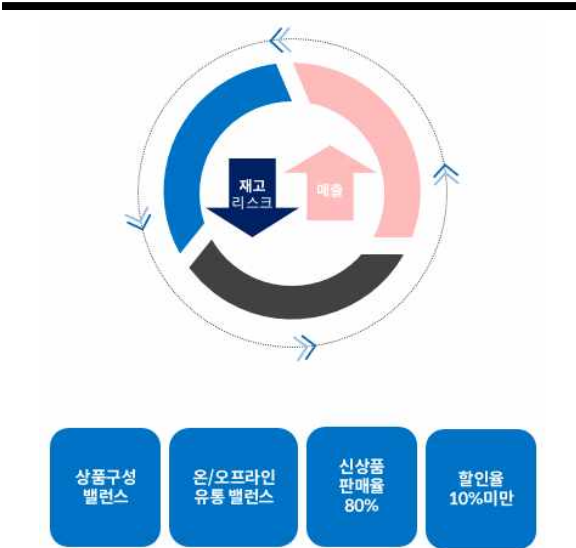 재고
리스크
매출
상품구성
밸런스
온/오프라인
유통 밸런스
신상품
판매율
80%
할인율
10%미만